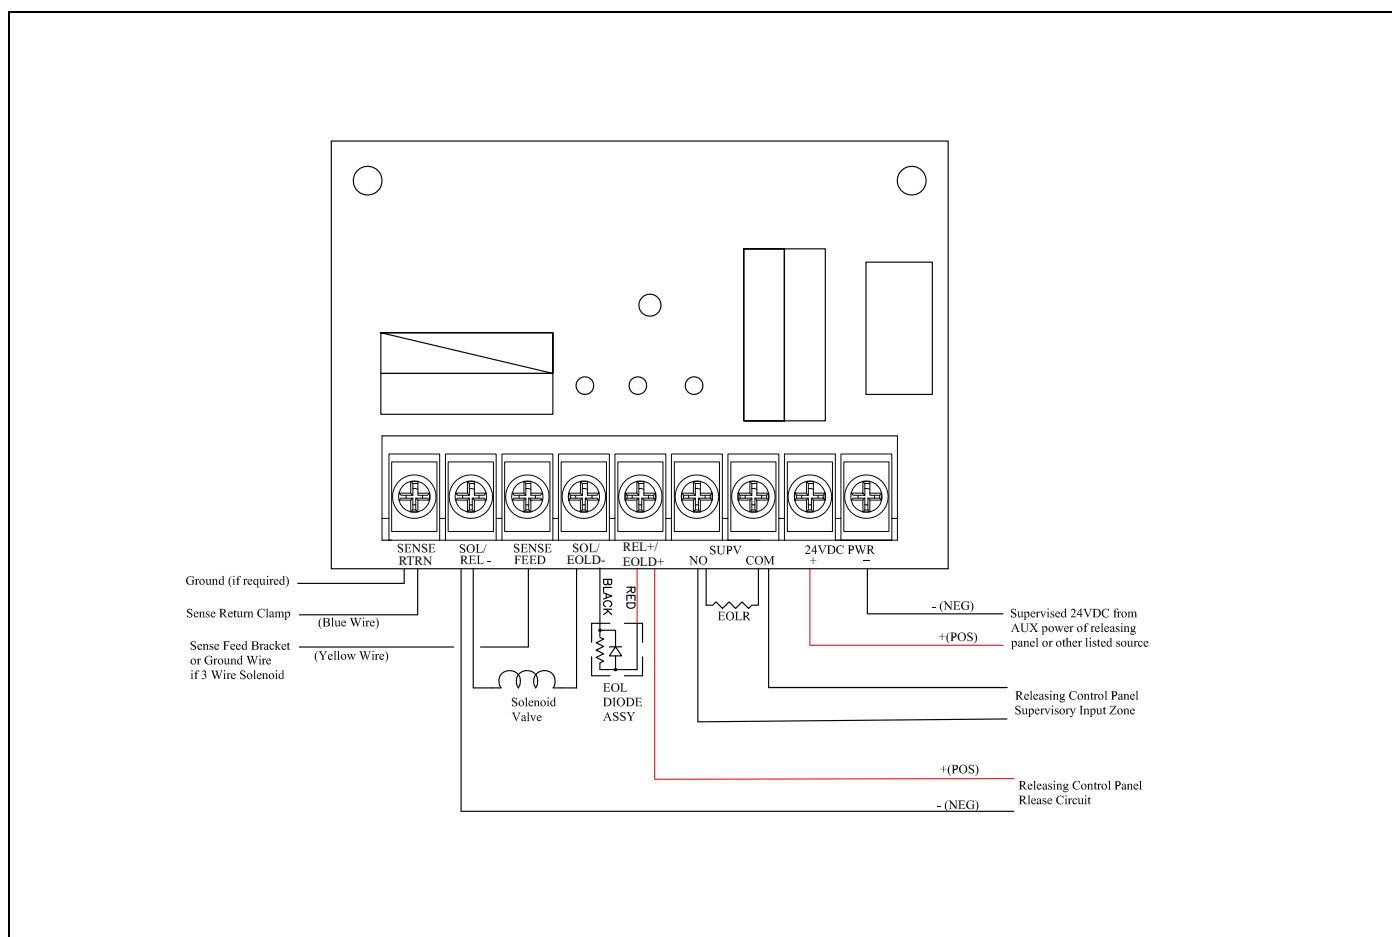 SENSE
RTRN
SOL/
REL -
SENSE
FEED
SOL/
EOLD-
REL+/
EOLD+
SUPV
NO
COM
24VDC PWR
+
–
Ground (if required)
Sense Return Clamp
(Blue Wire)
Sense Feed Bracket
or Ground Wire
if 3 Wire Solenoid
(Yellow Wire)
Solenoid
Valve
BLACK
RED
EOL
DIODE
ASSY
EOLR
- (NEG)
+(POS)
Supervised 24VDC from
AUX power of releasing
panel or other listed source
Releasing Control Panel
Supervisory Input Zone
+(POS)
- (NEG)
Releasing Control Panel
Rlease Circuit